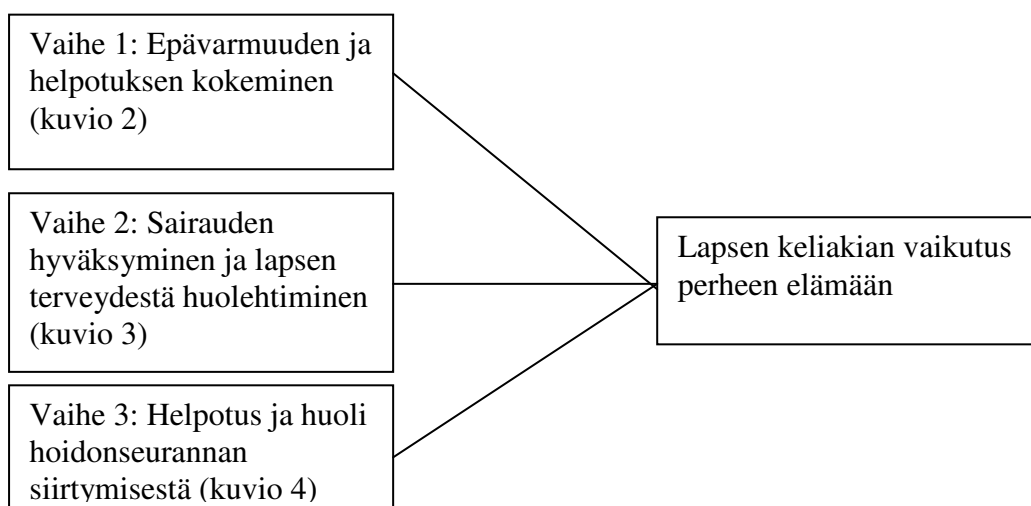 Vaihe 1: Epävarmuuden ja
helpotuksen kokeminen
(kuvio 2)
Vaihe 2: Sairauden
hyväksyminen ja lapsen
terveydestä huolehtiminen
(kuvio 3)
Vaihe 3: Helpotus ja huoli
hoidonseurannan
siirtymisestä (kuvio 4)
Lapsen keliakian vaikutus
perheen elämään